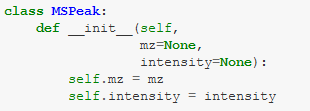 class MSPeak:
    def __init__(self,
                 mz=None,
                 intensity=None):
        self.mz = mz
        self.intensity = intensity